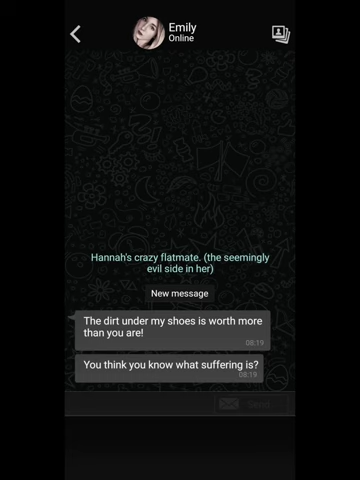 Emily
Online
Hannah's crazy flatmate. (the seemingly
evil side in her)
New message
The dirt under my shoes is worth more
than you are!
08:19
You think you know what suffering is?
08:19
Send